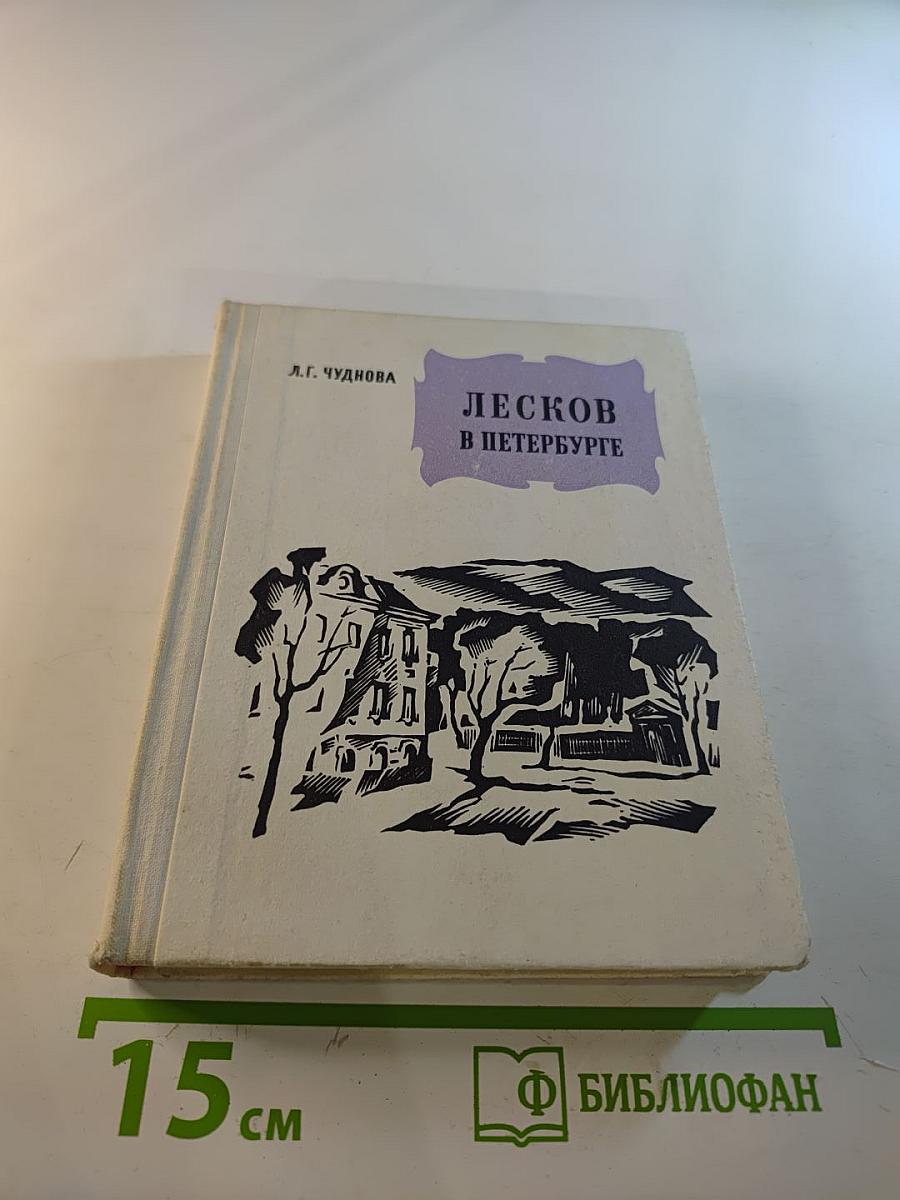 Л.Г. ЧУДНОВА
ЛЕСКОВ
В ПЕТЕРБУРГЕ
15 см
Ф БИБЛИОФАН